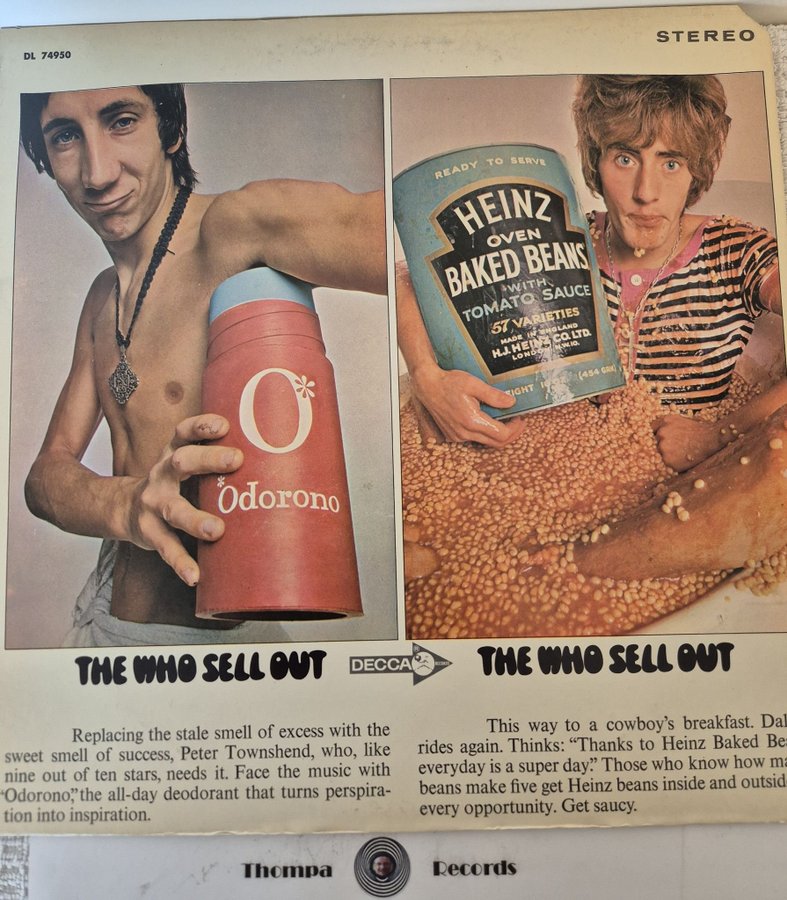 DL 74950
STEREO
READY TO SERVE
HEINZ
OVEN
BAKED BEANS
WITH
TOMATO SAUCE
57 VARIETIES
MADE IN ENGLAND
H.J. HEINZ CO. LTD.
LONDON N.W.10.
O*
*Odorono
THE WHO SELL OUT
DECCA
THE WHO SELL OUT
Replacing the stale smell of excess with the
sweet smell of success, Peter Townshend, who, like
nine out of ten stars, needs it. Face the music with
“Odorono,” the all-day deodorant that turns perspira-
tion into inspiration.
This way to a cowboy’s breakfast.
rides again. Thinks: “Thanks to Heinz Baked
everyday is a super day.” Those who know how
beans make five get Heinz beans inside and
every opportunity. Get saucy.
Thompa Records